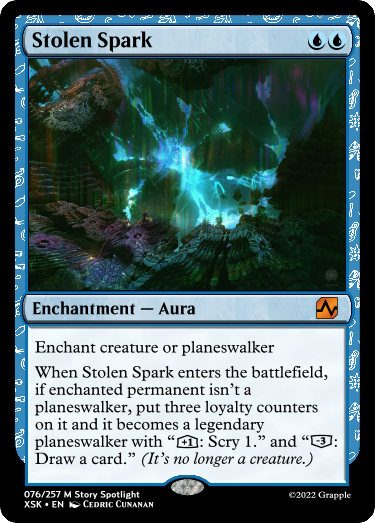 Stolen Spark
Enchantment — Aura
Enchant creature or planeswalker
When Stolen Spark enters the battlefield,
if enchanted permanent isn't a
planeswalker, put three loyalty counters
on it and it becomes a legendary
planeswalker with “+1: Scry 1.” and “-3:
Draw a card.” (It's no longer a creature.)
076/257 M Story Spotlight
XSK • EN Cedric Cunanan
©2022 Grapple